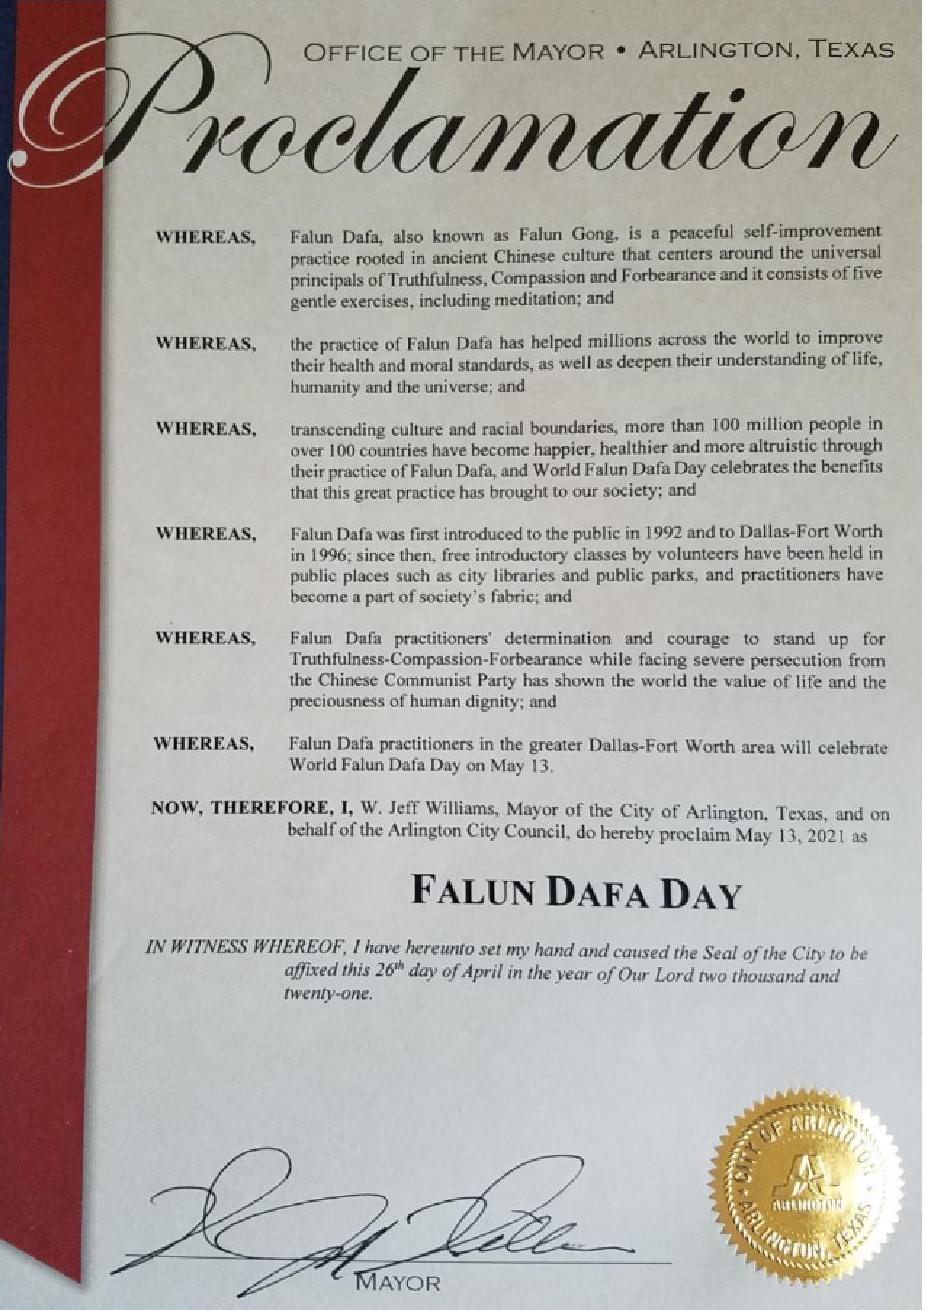 OFFICE OF THE MAYOR • ARLINGTON, TEXAS
Proclamation
WHEREAS, Falun Dafa, also known as Falun Gong, is a peaceful self-improvement
practice rooted in ancient Chinese culture that centers around the universal
principals of Truthfulness, Compassion and Forbearance and it consists of five
gentle exercises, including meditation; and
WHEREAS, the practice of Falun Dafa has helped millions across the world to improve
their health and moral standards, as well as deepen their understanding of life,
humanity and the universe; and
WHEREAS, transcending culture and racial boundaries, more than 100 million people in
over 100 countries have become happier, healthier and more altruistic through
their practice of Falun Dafa, and World Falun Dafa Day celebrates the benefits
that this great practice has brought to our society; and
WHEREAS, Falun Dafa was first introduced to the public in 1992 and to Dallas-Fort Worth
in 1996; since then, free introductory classes by volunteers have been held in
public places such as city libraries and public parks, and practitioners have
become a part of society's fabric; and
WHEREAS, Falun Dafa practitioners' determination and courage to stand up for
Truthfulness-Compassion-Forbearance while facing severe persecution from
the Chinese Communist Party has shown the world the value of life and the
preciousness of human dignity; and
WHEREAS, Falun Dafa practitioners in the greater Dallas-Fort Worth area will celebrate
World Falun Dafa Day on May 13.
NOW, THEREFORE, I, W. Jeff Williams, Mayor of the City of Arlington, Texas, and on
behalf of the Arlington City Council, do hereby proclaim May 13, 2021 as
FALUN DAFA DAY
IN WITNESS WHEREOF, I have hereunto set my hand and caused the Seal of the City to be
affixed this 26th day of April in the year of Our Lord two thousand and
twenty-one.
CITY OF ARLINGTON
ARLINGTON
ARLINGTON, TEXAS
MAYOR